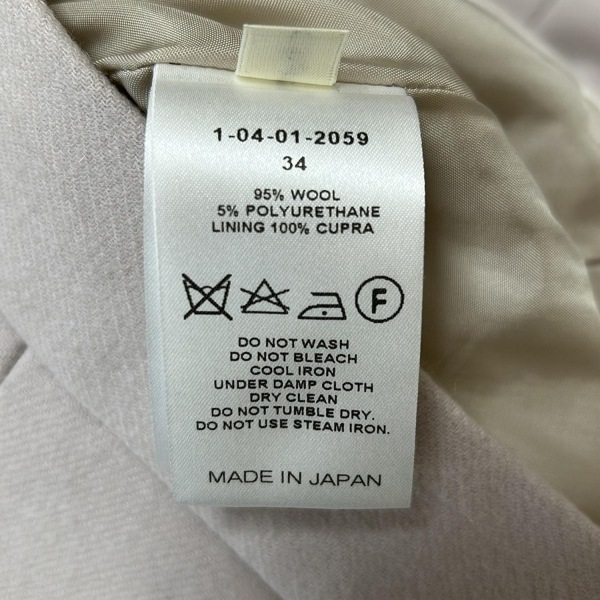 1-04-01-2059
34
95% WOOL
5% POLYURETHANE
LINING 100% CUPRA
F
DO NOT WASH
DO NOT BLEACH
COOL IRON
UNDER DAMP CLOTH
DRY CLEAN
DO NOT TUMBLE DRY.
DO NOT USE STEAM IRON.
MADE IN JAPAN